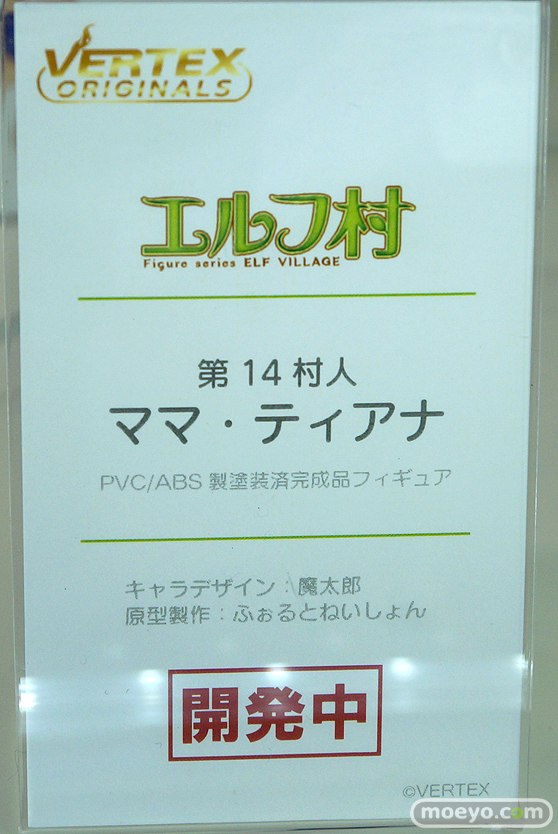 VERTEX
ORIGINALS
エルフ村
Figure series ELF VILLAGE
第14村人
ママ・ティアナ
PVC/ABS 製塗装済完成品フィギュア
キャラデザイン：魔太郎
原型製作：ふぉるとねいしょん
開発中
©VERTEX
moeyo.com